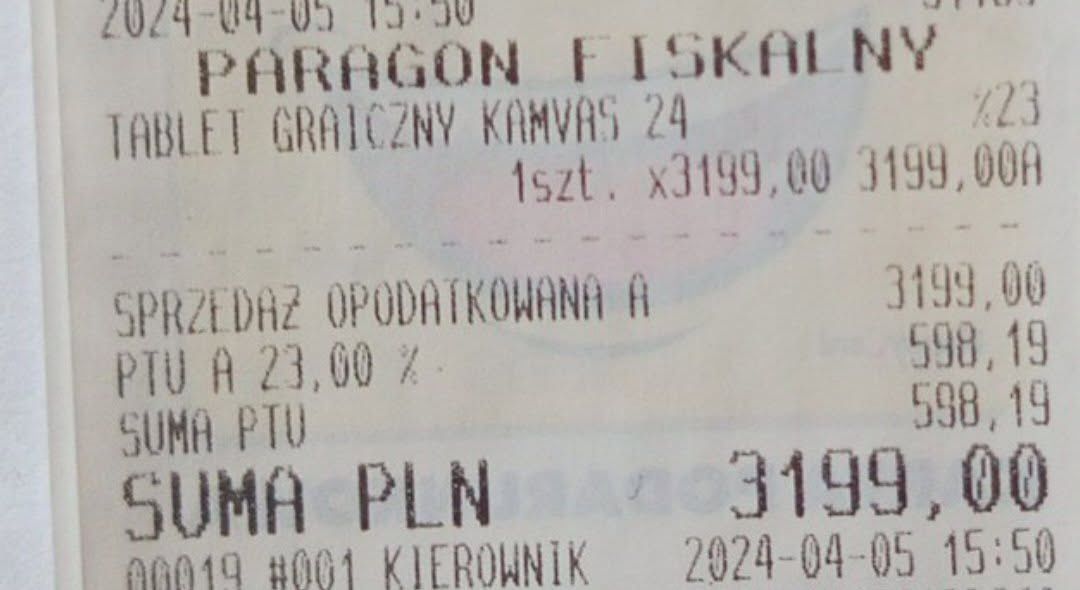 2024-04-05 15:50
PARAGON FISKALNY
TABLET GRAICZNY KAMVAS 24 %23
1szt. x3199,00 3199,00A
SPRZEDAŻ OPODATKOWANA A 3199,00
PTU A 23,00 % 598,19
SUMA PTU 598,19
SUMA PLN 3199,00
00019 #001 KIEROWNIK 2024-04-05 15:50